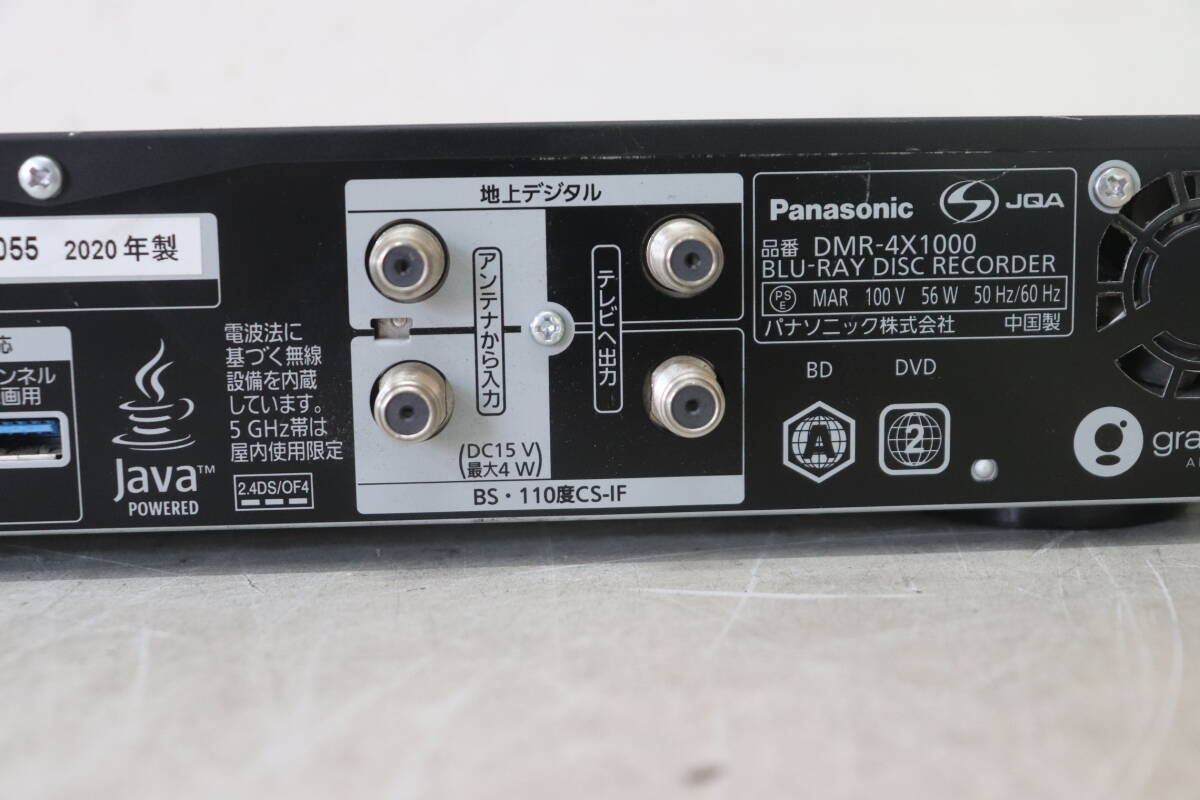 055 2020年製
応
ンネル
画用
Java™
POWERED
電波法に
基づく無線
設備を内蔵
しています。
5 GHz帯は
屋内使用限定
2.4DS/OF4
地上デジタル
アンテナから入力
テレビへ出力
(DC15 V
最大4 W)
BS・110度CS-IF
Panasonic JQA
品番 DMR-4X1000
BLU-RAY DISC RECORDER
PSE MAR 100 V 56 W 50 Hz/60 Hz
パナソニック株式会社 中国製
BD DVD
A 2
g gra